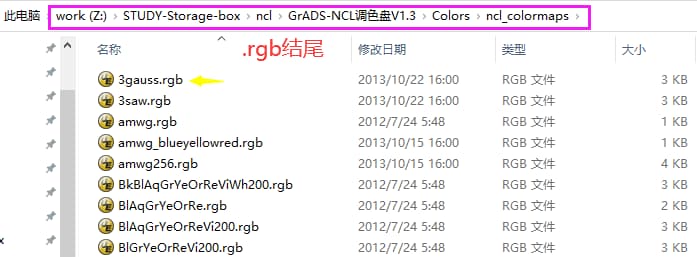 此电脑 › work (Z:) › STUDY-Storage-box › ncl › GrADS-NCL调色盘V1.3 › Colors › ncl_colormaps ›
名称 .rgb结尾 修改日期 类型 大小
3gauss.rgb 2013/10/22 16:00 RGB 文件 3 KB
3saw.rgb 2013/10/22 16:00 RGB 文件 3 KB
amwg.rgb 2012/7/24 5:48 RGB 文件 1 KB
amwg_blueyellowred.rgb 2013/10/15 16:00 RGB 文件 1 KB
amwg256.rgb 2013/10/15 16:00 RGB 文件 4 KB
BkBlAqGrYeOrReViWh200.rgb 2012/7/24 5:48 RGB 文件 3 KB
BlAqGrYeOrRe.rgb 2012/7/24 5:48 RGB 文件 2 KB
BlAqGrYeOrReVi200.rgb 2012/7/24 5:48 RGB 文件 3 KB
BlGrYeOrReVi200.rgb 2012/7/24 5:48 RGB 文件 3 KB